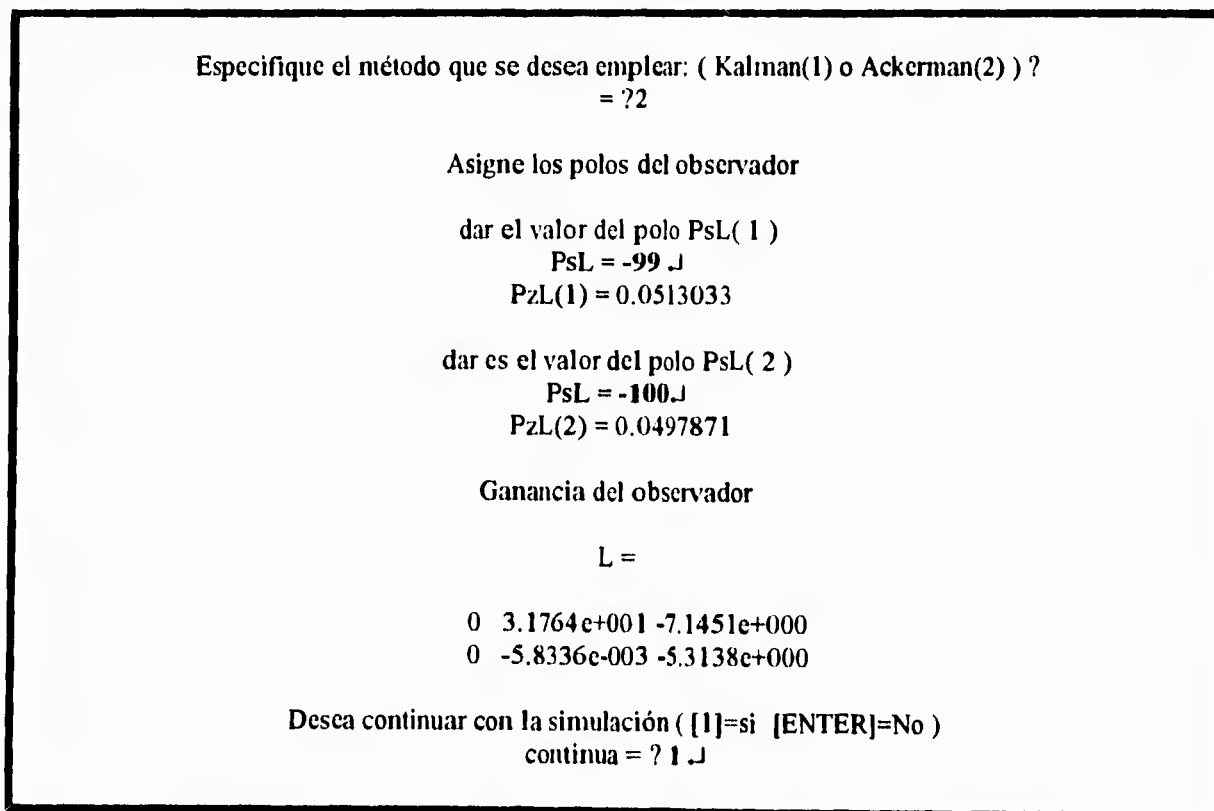 Especifique el método que se desea emplear: ( Kalman(1) o Ackerman(2) ) ?
= ?2
Asigne los polos del observador
dar el valor del polo PsL( 1 )
PsL = -99 ↵
PzL(1) = 0.0513033
dar es el valor del polo PsL( 2 )
PsL = -100↵
PzL(2) = 0.0497871
Ganancia del observador
L =
0 3.1764e+001 -7.1451e+000
0 -5.8336e-003 -5.3138e+000
Desea continuar con la simulación ( [1]=si [ENTER]=No )
continua = ? 1 ↵